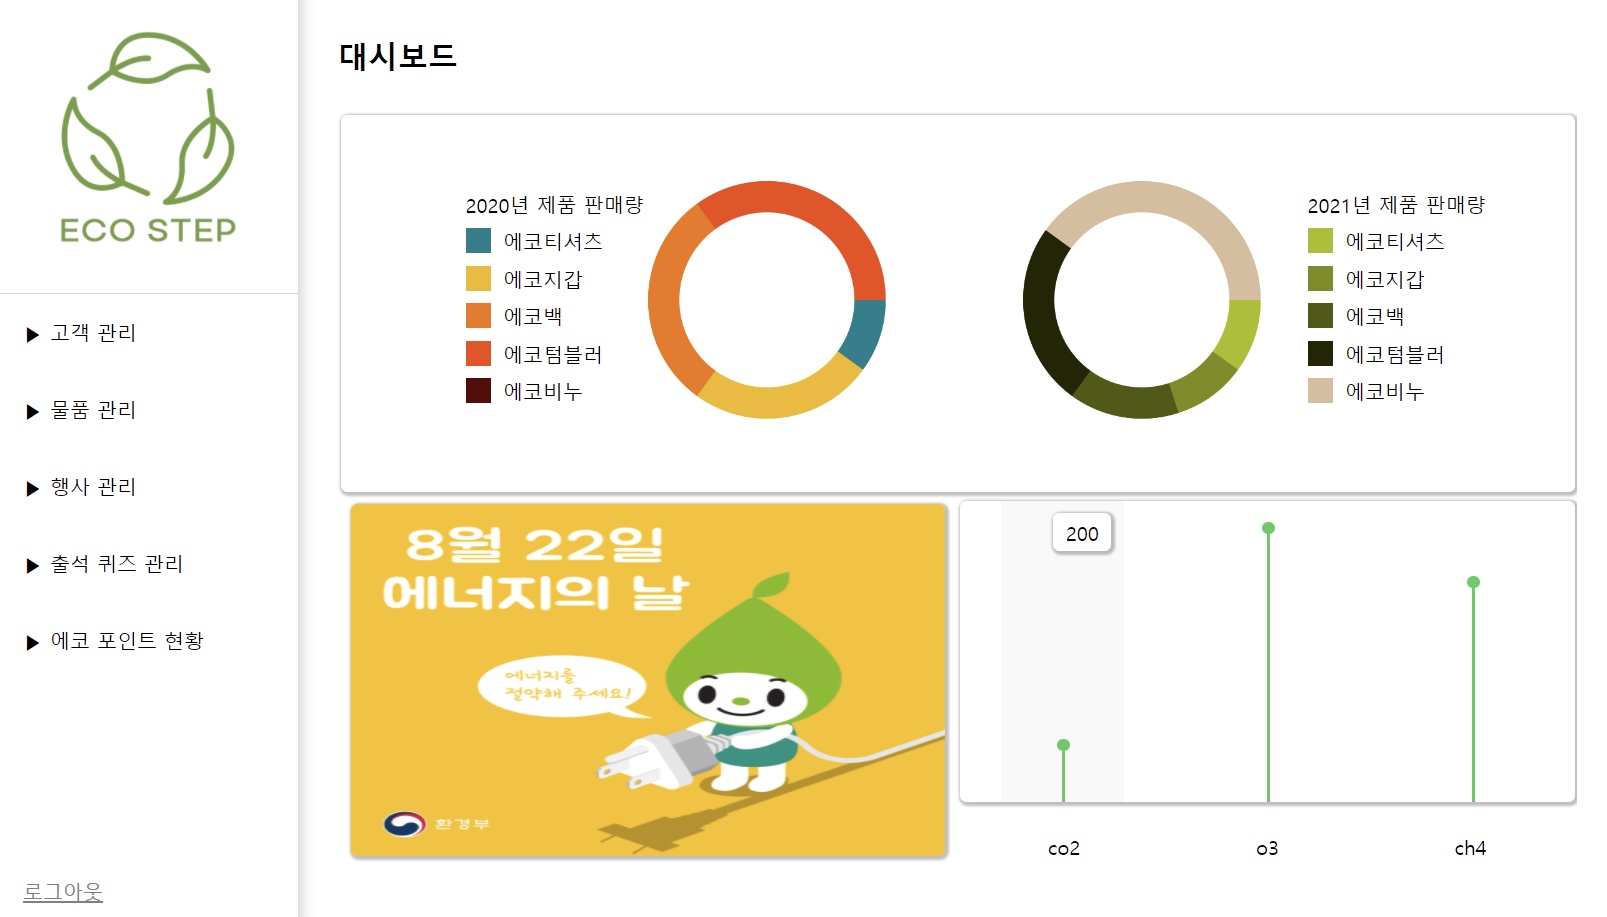 ECO STEP
▶ 고객 관리
▶ 물품 관리
▶ 행사 관리
▶ 출석 퀴즈 관리
▶ 에코 포인트 현황
로그아웃
대시보드
2020년 제품 판매량
에코티셔츠
에코지갑
에코백
에코텀블러
에코비누
2021년 제품 판매량
에코티셔츠
에코지갑
에코백
에코텀블러
에코비누
8월 22일
에너지의 날
에너지를
절약해 주세요!
환경부
200
co2
o3
ch4